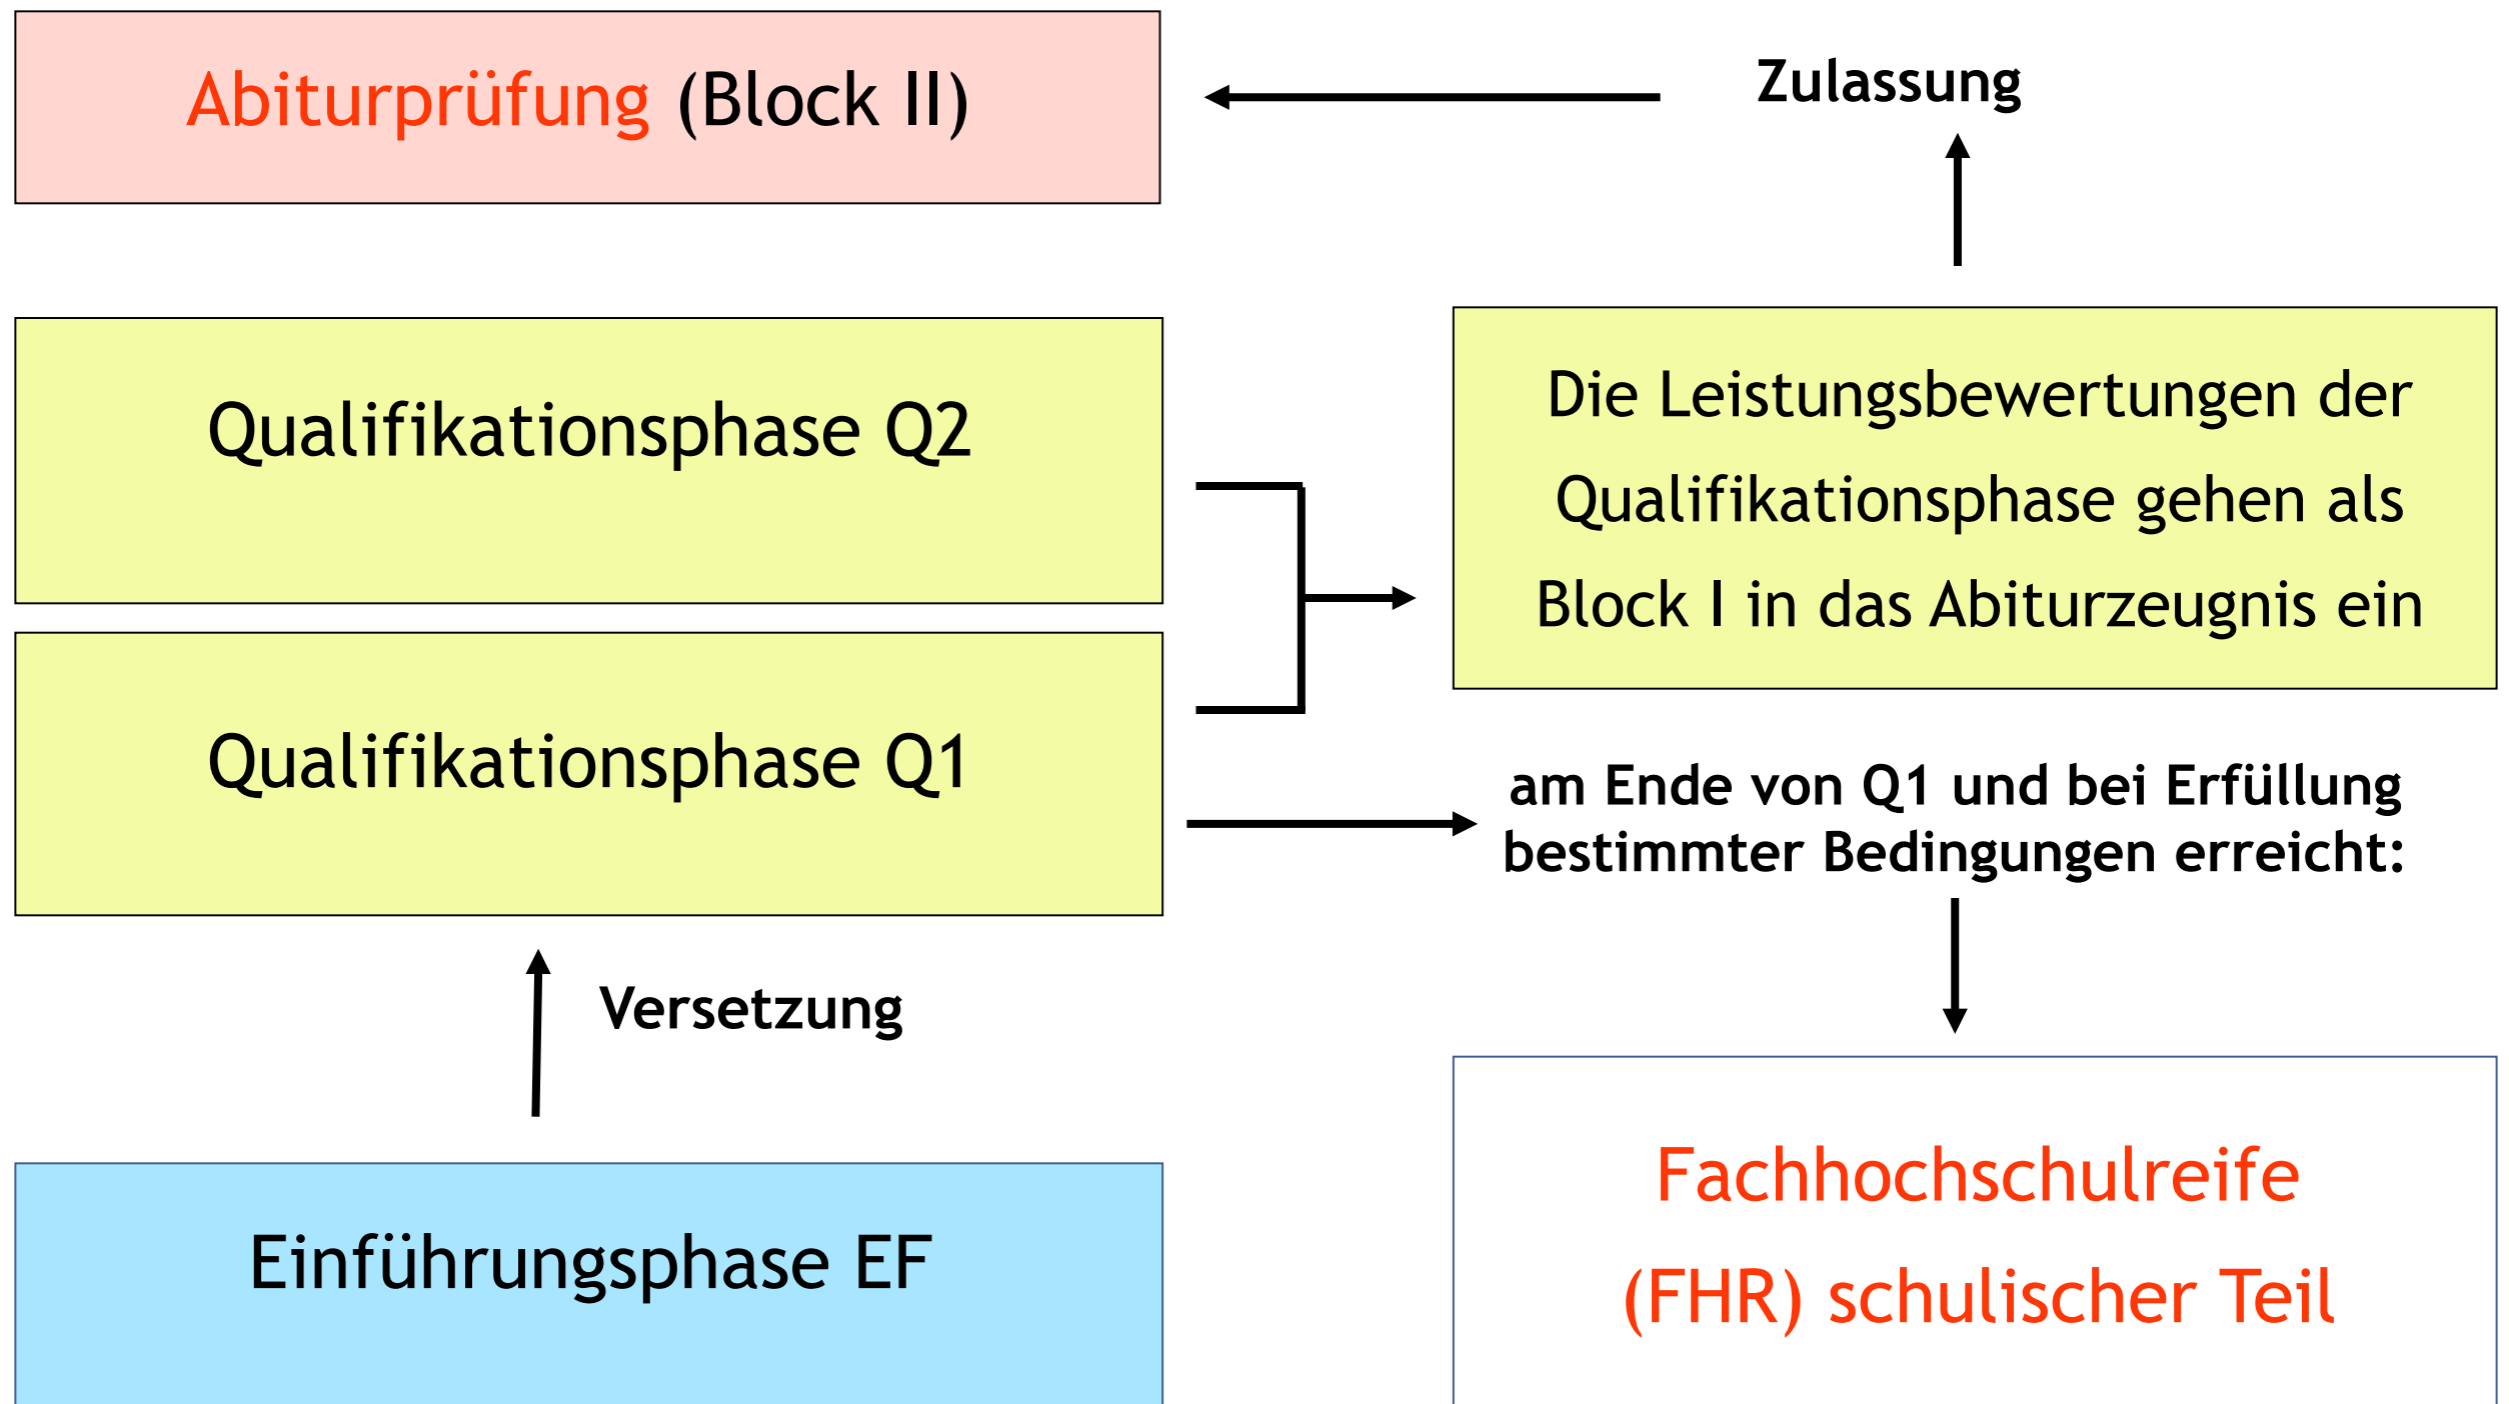 Abiturprüfung (Block II)
Zulassung
Qualifikationsphase Q2
Die Leistungsbewertungen der
Qualifikationsphase gehen als
Block I in das Abiturzeugnis ein
Qualifikationsphase Q1
am Ende von Q1 und bei Erfüllung
bestimmter Bedingungen erreicht:
Versetzung
Einführungsphase EF
Fachhochschulreife
(FHR) schulischer Teil